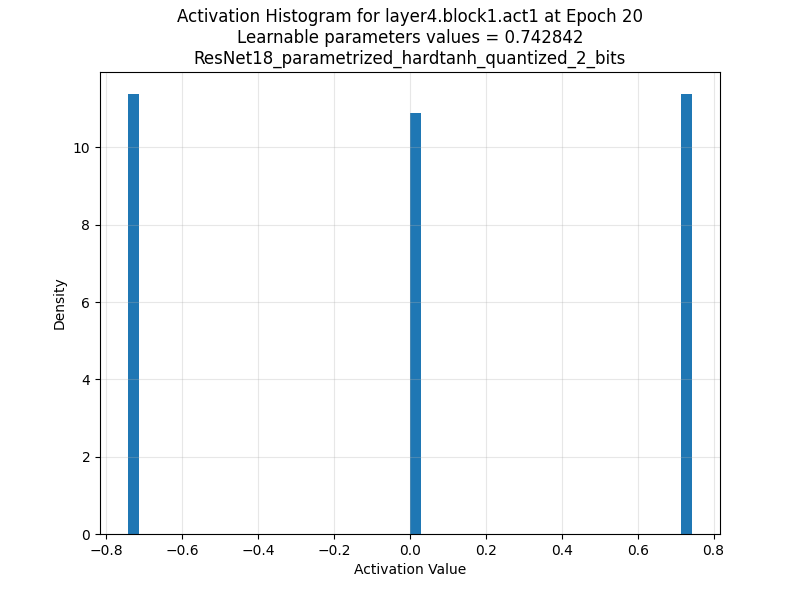 Activation Histogram for layer4.block1.act1 at Epoch 20
Learnable parameters values = 0.742842
ResNet18_parametrized_hardtanh_quantized_2_bits
Density
10
8
6
4
2
0
−0.8 −0.6 −0.4 −0.2 0.0 0.2 0.4 0.6 0.8
Activation Value